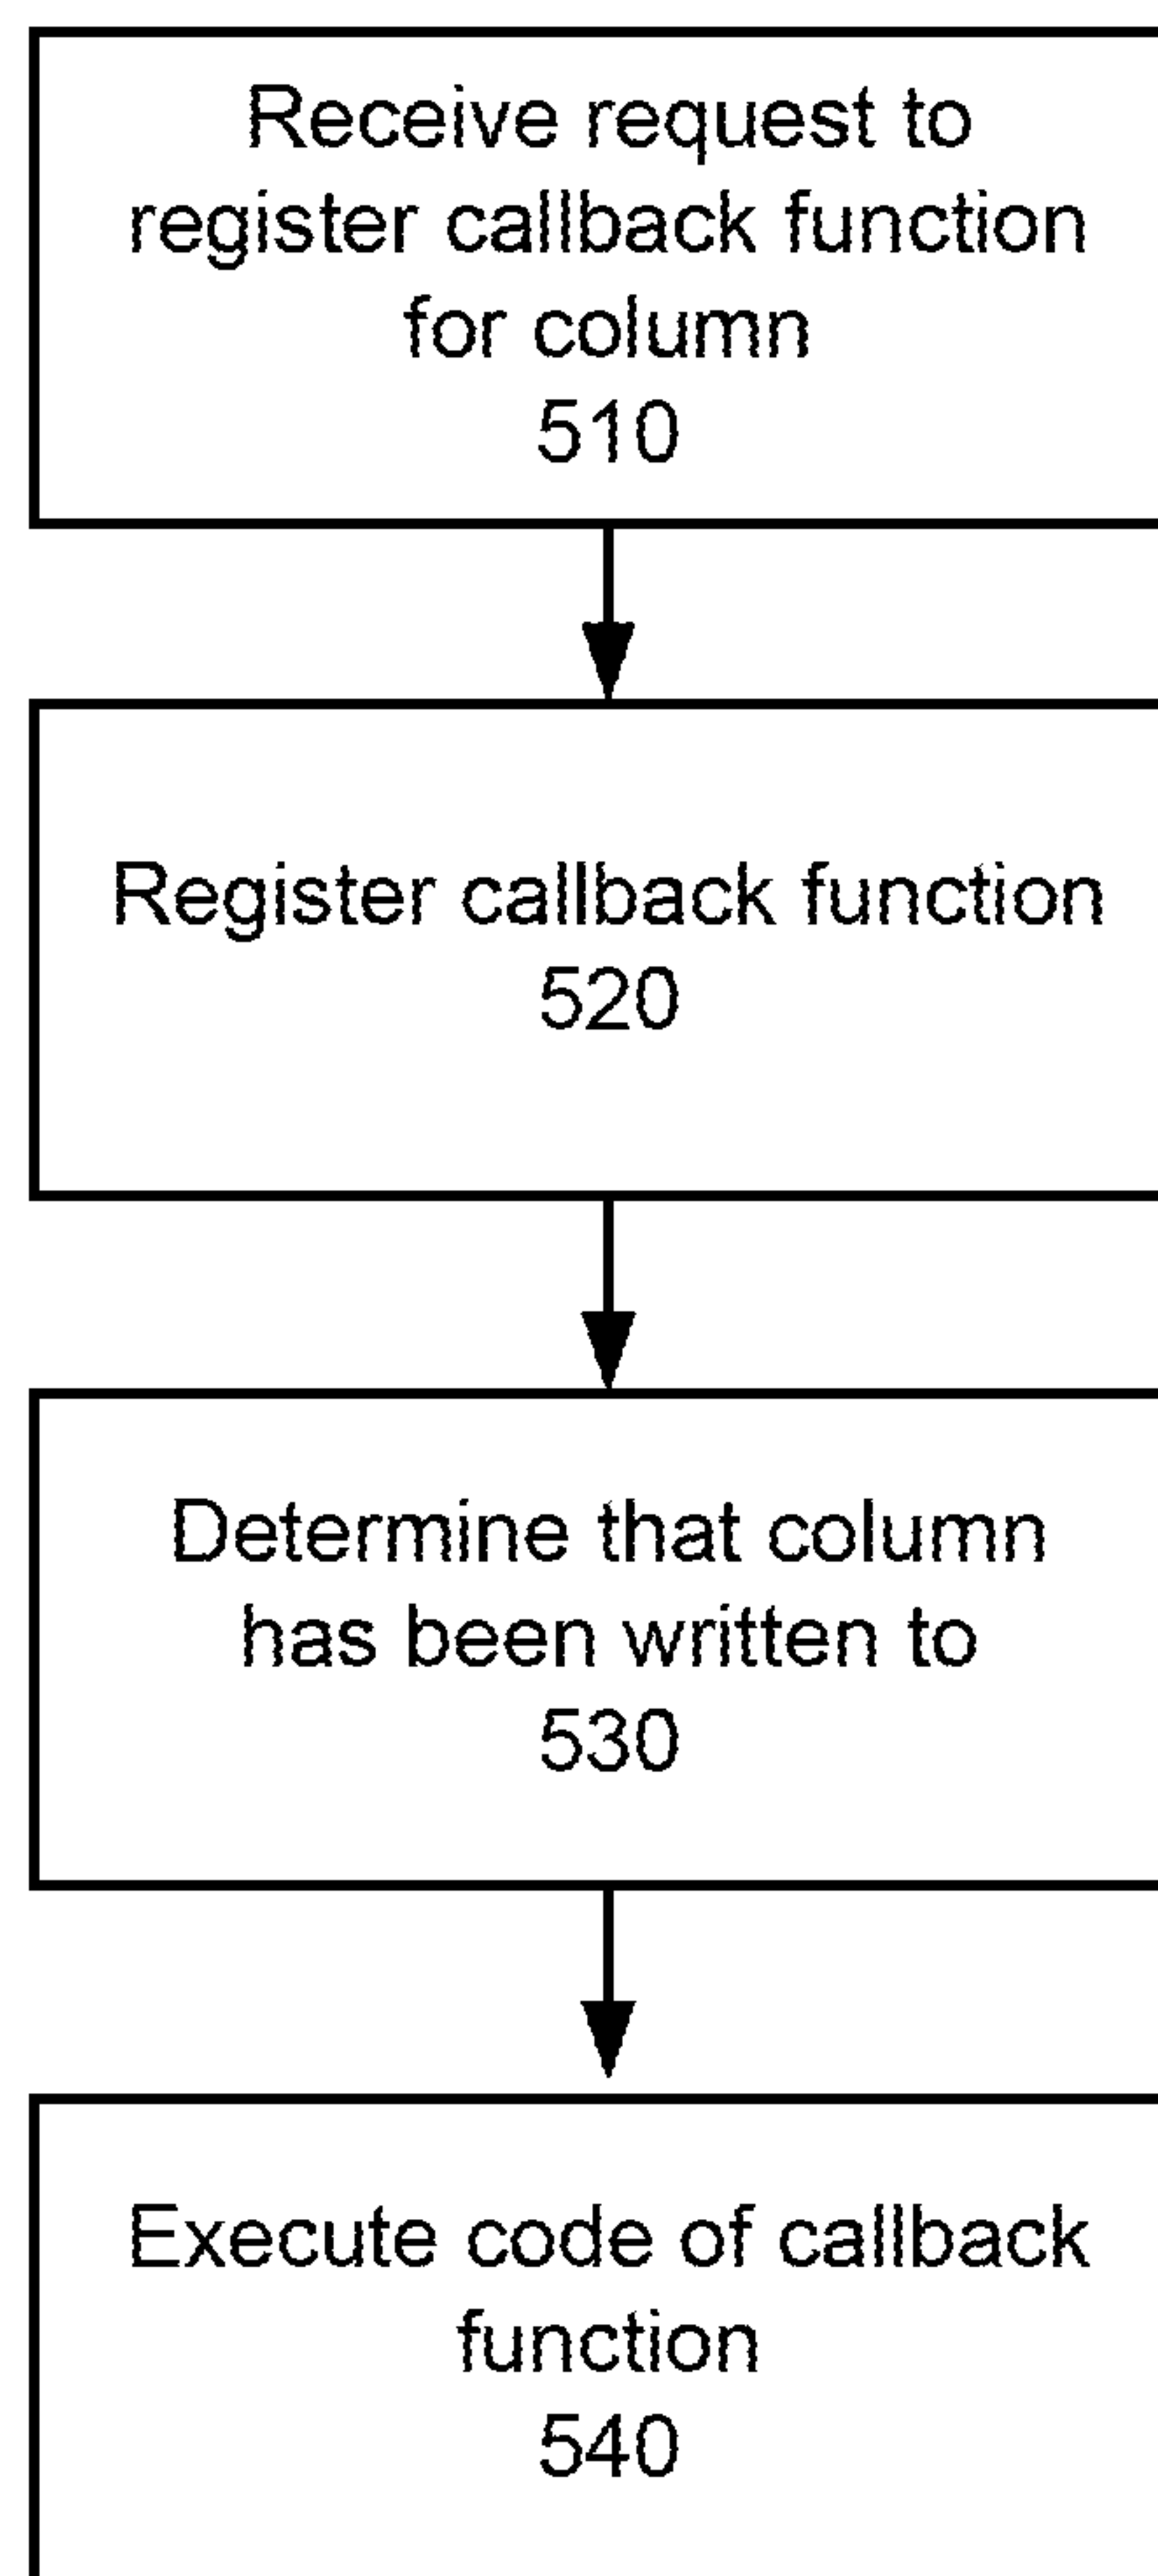 Receive request to
register callback function
for column
510
Register callback function
520
Determine that column
has been written to
530
Execute code of callback
function
540